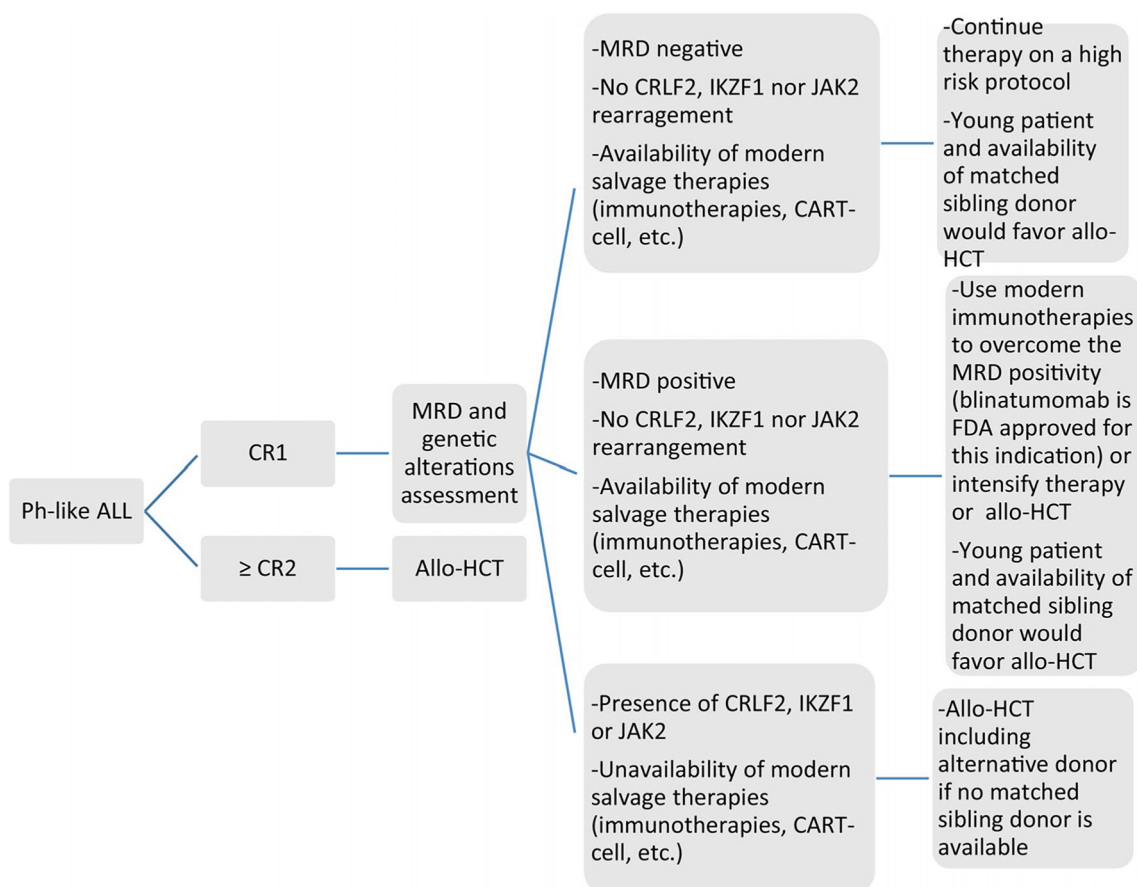 Ph-like ALL
CR1
≥ CR2
MRD and
genetic
alterations
assessment
Allo-HCT
-MRD negative
-No CRLF2, IKZF1 nor JAK2
rearragement
-Availability of modern
salvage therapies
(immunotherapies, CART-
cell, etc.)
-Continue
therapy on a high
risk protocol
-Young patient
and availability
of matched
sibling donor
would favor allo-
HCT
-MRD positive
-No CRLF2, IKZF1 nor JAK2
rearrangement
-Availability of modern
salvage therapies
(immunotherapies, CART-
cell, etc.)
-Use modern
immunotherapies
to overcome the
MRD positivity
(blinatumomab is
FDA approved for
this indication) or
intensify therapy
or allo-HCT
-Young patient
and availability of
matched sibling
donor would
favor allo-HCT
-Presence of CRLF2, IKZF1
or JAK2
-Unavailability of modern
salvage therapies
(immunotherapies, CART-
cell, etc.)
-Allo-HCT
including
alternative donor
if no matched
sibling donor is
available